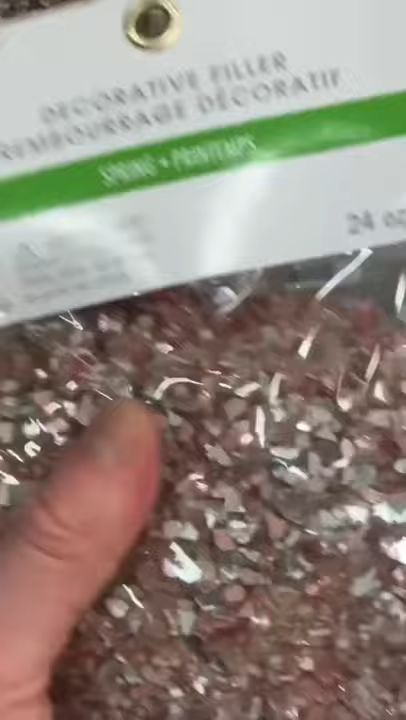 DECORATIVE FILLER
REMBOURRAGE DÉCORATIF
SPRING • PRINTEMPS
24 oz